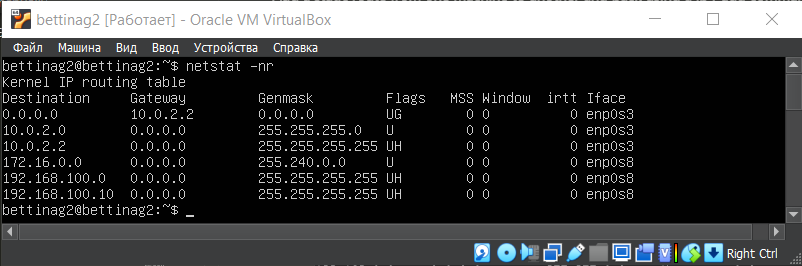 bettinag2 [Работает] - Oracle VM VirtualBox
Файл Машина Вид Ввод Устройства Справка
bettinag2@bettinag2:~$ netstat -nr
Kernel IP routing table
Destination     Gateway         Genmask         Flags   MSS Window  irtt Iface
0.0.0.0         10.0.2.2        0.0.0.0         UG        0 0          0 enp0s3
10.0.2.0        0.0.0.0         255.255.255.0   U         0 0          0 enp0s3
10.0.2.2        0.0.0.0         255.255.255.255 UH        0 0          0 enp0s3
172.16.0.0      0.0.0.0         255.240.0.0     U         0 0          0 enp0s8
192.168.100.0   0.0.0.0         255.255.255.255 UH        0 0          0 enp0s8
192.168.100.10  0.0.0.0         255.255.255.255 UH        0 0          0 enp0s8
bettinag2@bettinag2:~$ _
Right Ctrl